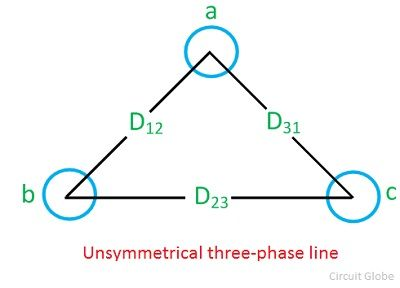 a
D₁₂ D₃₁
b D₂₃ c
Unsymmetrical three-phase line
Circuit Globe